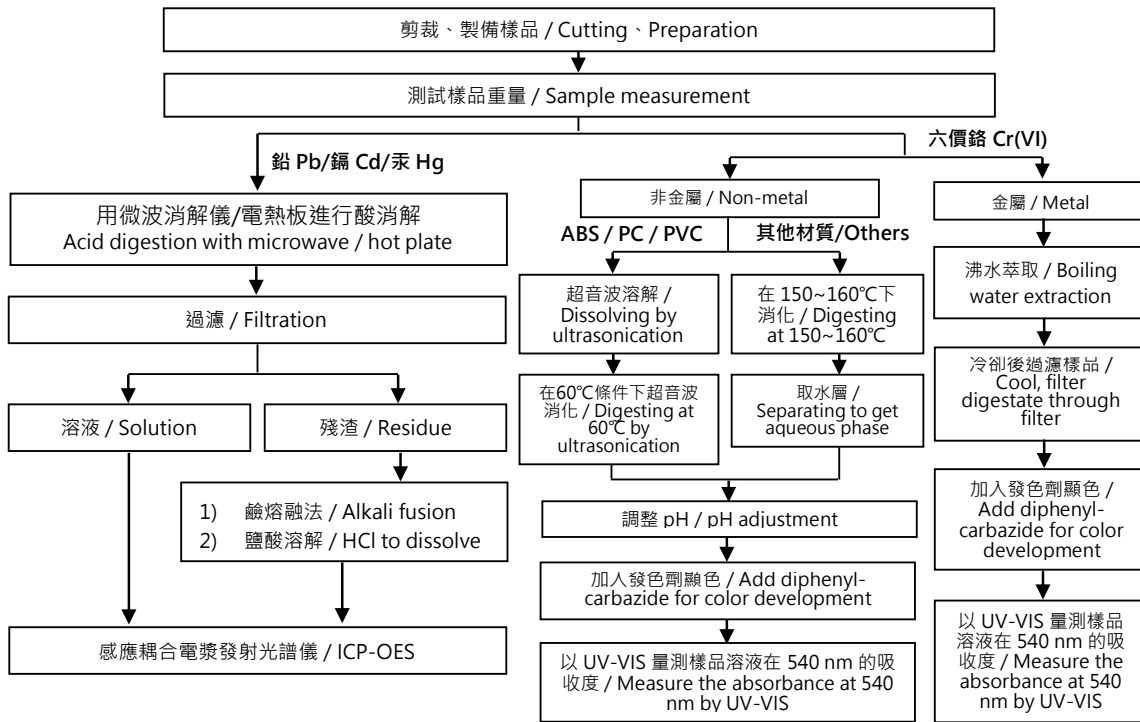 剪裁、製備樣品 / Cutting、Preparation
測試樣品重量 / Sample measurement
鉛 Pb/鎘 Cd/汞 Hg
用微波消解儀/電熱板進行酸消解
Acid digestion with microwave / hot plate
過濾 / Filtration
溶液 / Solution
殘渣 / Residue
1) 鹼熔融法 / Alkali fusion
2) 鹽酸溶解 / HCl to dissolve
感應耦合電漿發射光譜儀 / ICP-OES
六價鉻 Cr(VI)
非金屬 / Non-metal
ABS / PC / PVC
其他材質/Others
超音波溶解 /
Dissolving by
ultrasonication
在60℃條件下超音波
消化 / Digesting at
60℃ by
ultrasonication
在 150~160℃下
消化 / Digesting
at 150~160℃
取水層 /
Separating to get
aqueous phase
調整 pH / pH adjustment
加入發色劑顯色 / Add diphenyl-
carbazide for color development
以 UV-VIS 量測樣品溶液在 540 nm 的吸
收度 / Measure the absorbance at 540
nm by UV-VIS
金屬 / Metal
沸水萃取 / Boiling
water extraction
冷卻後過濾樣品 /
Cool, filter
digestate through
filter
加入發色劑顯色 /
Add diphenyl-
carbazide for color
development
以 UV-VIS 量測樣品
溶液在 540 nm 的吸
收度 / Measure the
absorbance at 540
nm by UV-VIS